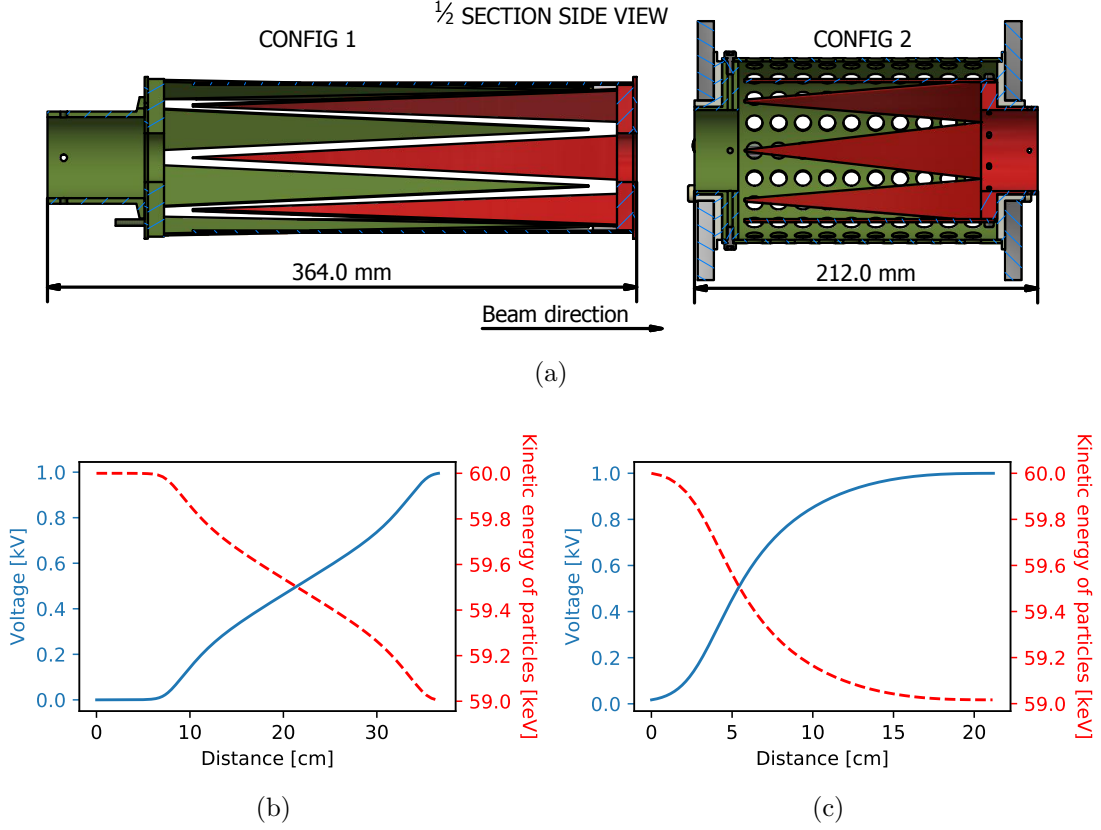 ½ SECTION SIDE VIEW
CONFIG 1
CONFIG 2
364.0 mm
212.0 mm
Beam direction
(a)
Voltage [kV]
1.0
0.8
0.6
0.4
0.2
0.0
0 10 20 30
Distance [cm]
60.0
59.8
59.6
59.4
59.2
59.0
Kinetic energy of particles [keV]
(b)
Voltage [kV]
1.0
0.8
0.6
0.4
0.2
0.0
0 5 10 15 20
Distance [cm]
60.0
59.8
59.6
59.4
59.2
59.0
Kinetic energy of particles [keV]
(c)